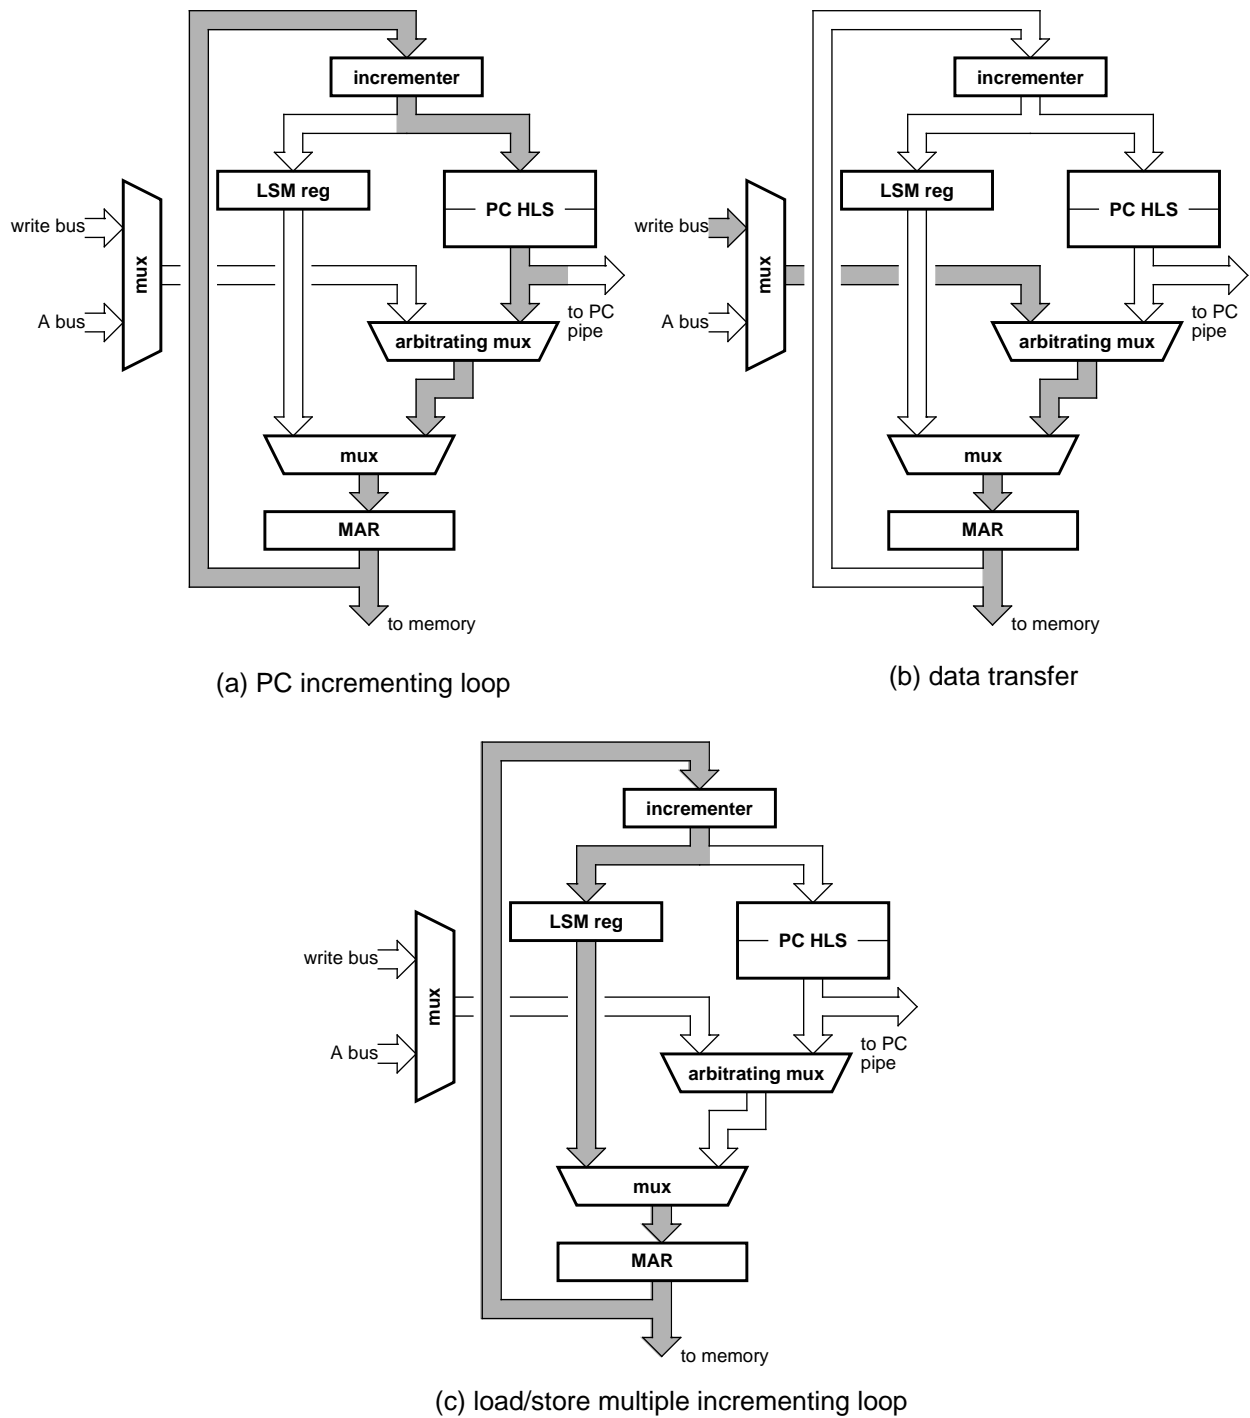 incrementer
LSM reg
PC HLS
write bus
mux
A bus
to PC
pipe
arbitrating mux
mux
MAR
to memory
(a) PC incrementing loop
incrementer
LSM reg
PC HLS
write bus
mux
A bus
to PC
pipe
arbitrating mux
mux
MAR
to memory
(b) data transfer
incrementer
LSM reg
PC HLS
write bus
mux
A bus
to PC
pipe
arbitrating mux
mux
MAR
to memory
(c) load/store multiple incrementing loop